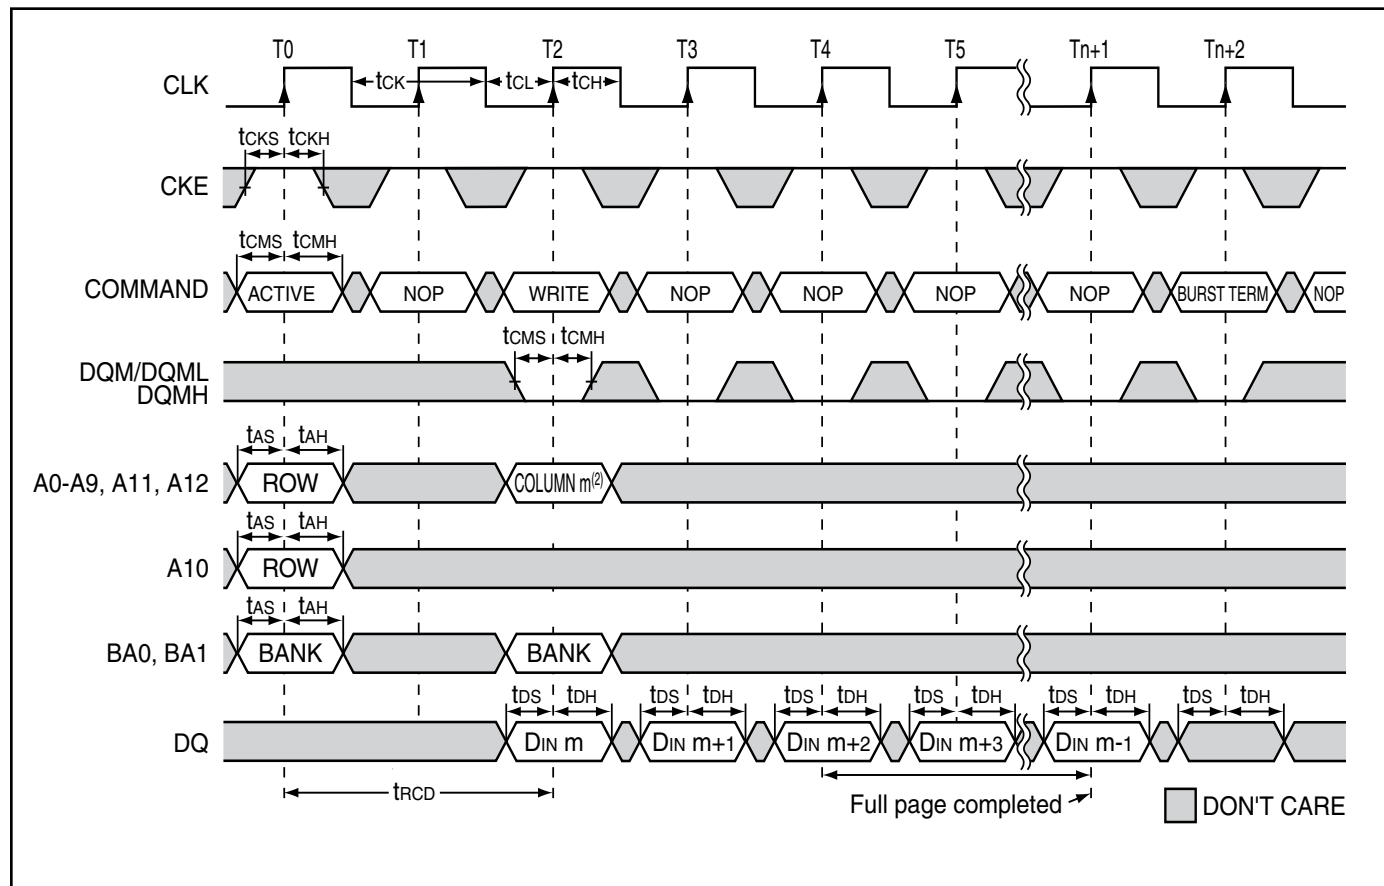 T0 T1 T2 T3 T4 T5 Tn+1 Tn+2
CLK tCK tCL tCH
tCKS tCKH
CKE
tCMS tCMH
COMMAND ACTIVE NOP WRITE NOP NOP NOP NOP BURST TERM NOP
tCMS tCMH
DQM/DQML
DQMH
tAS tAH
A0-A9, A11, A12 ROW COLUMN m(2)
tAS tAH
A10 ROW
tAS tAH
BA0, BA1 BANK BANK
tDS tDH tDS tDH tDS tDH tDS tDH tDS tDH tDS tDH
DQ DIN m DIN m+1 DIN m+2 DIN m+3 DIN m-1
tRCD
Full page completed DON'T CARE